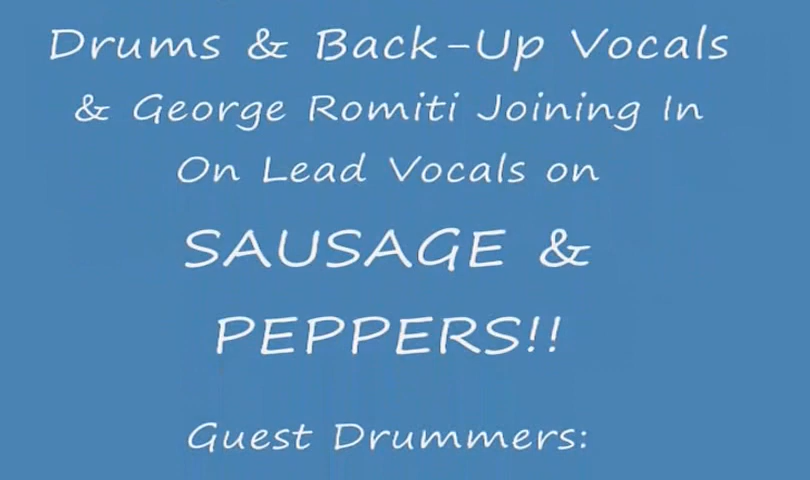 Drums & Back-Up Vocals
& George Romiti Joining In
On Lead Vocals on
SAUSAGE &
PEPPERS!!
Guest Drummers: